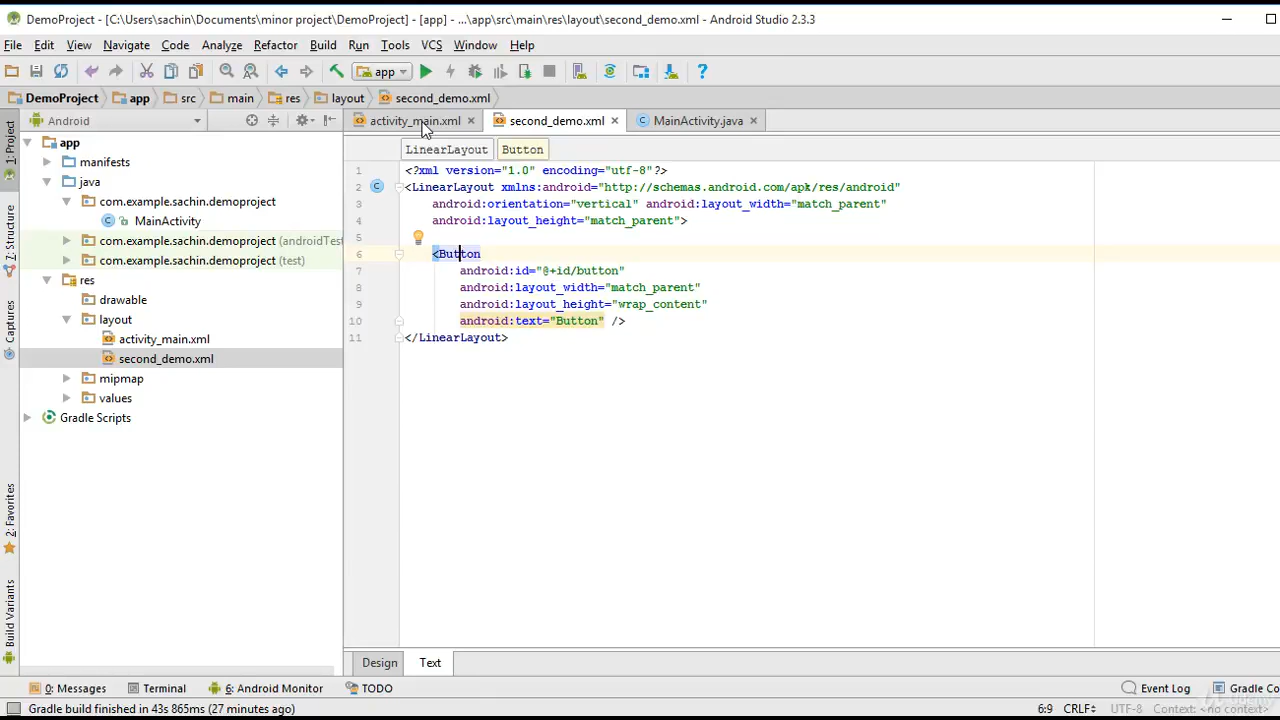 DemoProject - [C:\Users\sachin\Documents\minor project\DemoProject] - [app] - ...\app\src\main\res\layout\second_demo.xml - Android Studio 2.3.3
File Edit View Navigate Code Analyze Refactor Build Run Tools VCS Window Help
app
DemoProject app src main res layout second_demo.xml
Android
activity_main.xml second_demo.xml MainActivity.java
LinearLayout Button
1: Project
7: Structure
Captures
2: Favorites
Build Variants
app
manifests
java
com.example.sachin.demoproject
MainActivity
com.example.sachin.demoproject (androidTest
com.example.sachin.demoproject (test)
res
drawable
layout
activity_main.xml
second_demo.xml
mipmap
values
Gradle Scripts
1 <?xml version="1.0" encoding="utf-8"?>
2 <LinearLayout xmlns:android="http://schemas.android.com/apk/res/android"
3 android:orientation="vertical" android:layout_width="match_parent"
4 android:layout_height="match_parent">
5
6 <Button
7 android:id="@+id/button"
8 android:layout_width="match_parent"
9 android:layout_height="wrap_content"
10 android:text="Button" />
11 </LinearLayout>
Design Text
0: Messages Terminal 6: Android Monitor TODO Event Log Gradle Co
Gradle build finished in 43s 865ms (27 minutes ago) 6:9 CRLF UTF-8 Context: <no context>
Udemy